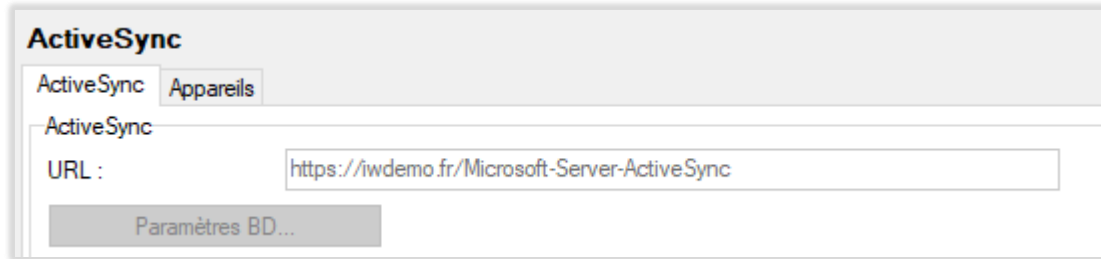 ActiveSync
ActiveSync Appareils
ActiveSync
URL : https://iwdemo.fr/Microsoft-Server-ActiveSync
Paramètres BD...